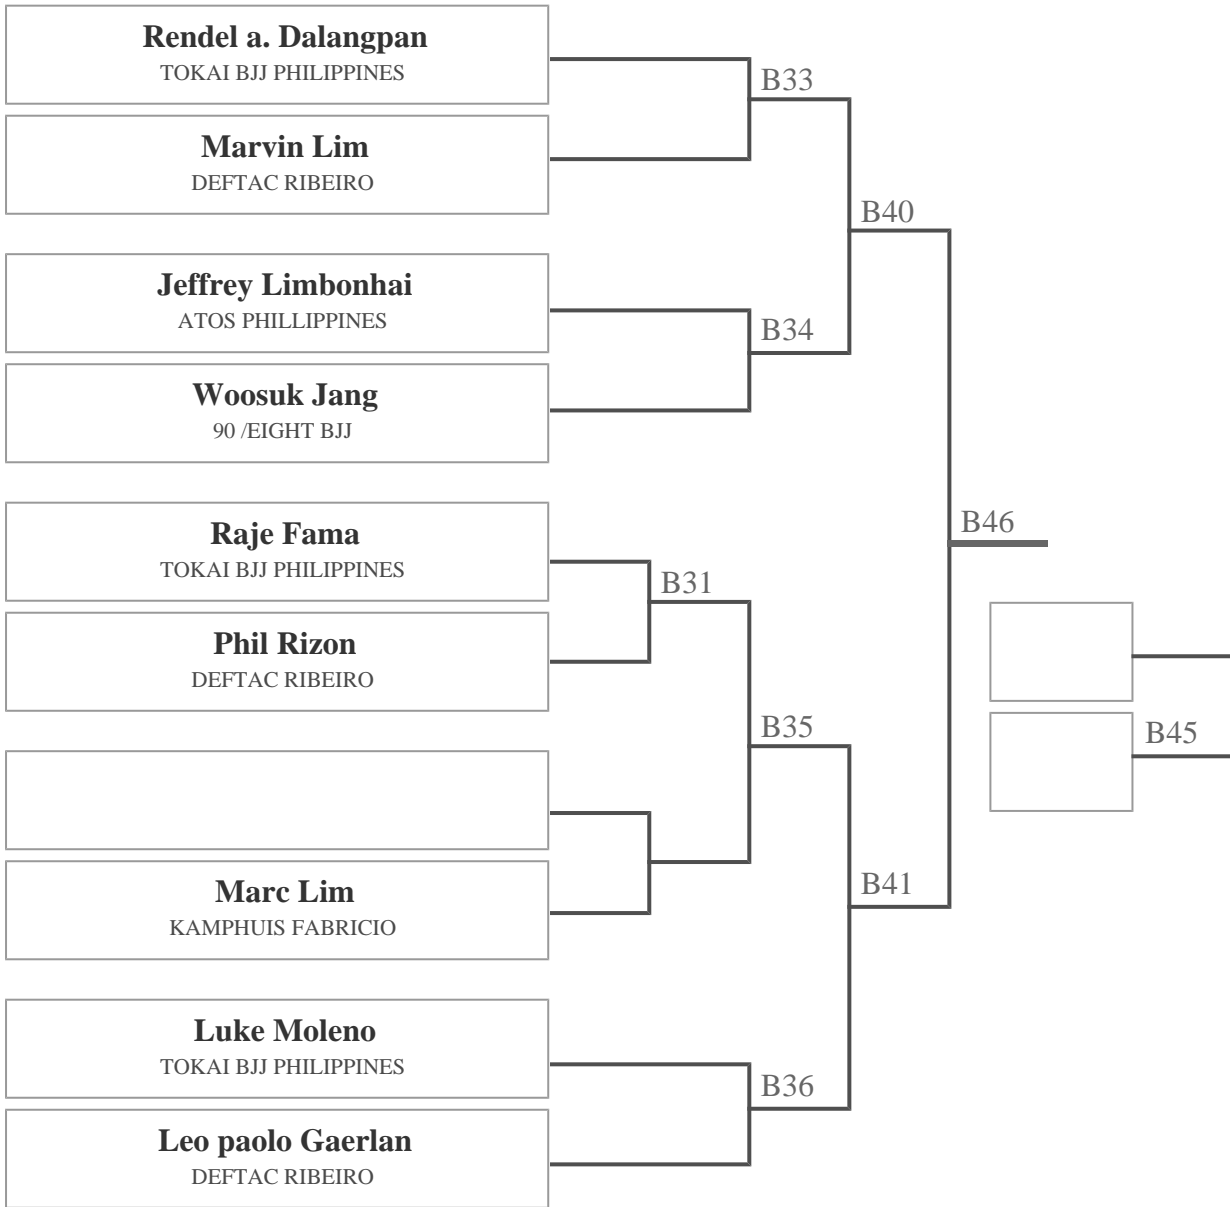 Rendel a. Dalangpan
TOKAI BJJ PHILIPPINES
B33
Marvin Lim
DEFTAC RIBEIRO
B40
Jeffrey Limbonhai
ATOS PHILLIPPINES
B34
Woosuk Jang
90 /EIGHT BJJ
Raje Fama
TOKAI BJJ PHILIPPINES
B46
B31
Phil Rizon
DEFTAC RIBEIRO
B35
B45
Marc Lim
KAMPHUIS FABRICIO
B41
Luke Moleno
TOKAI BJJ PHILIPPINES
B36
Leo paolo Gaerlan
DEFTAC RIBEIRO